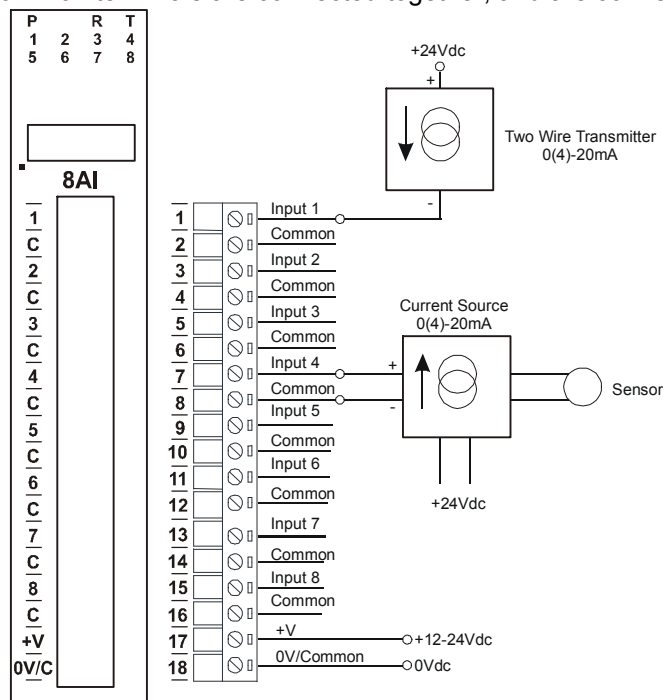 are connected together,
P R T
1 2 3 4
5 6 7 8
8AI
1
C
2
C
3
C
4
C
5
C
6
C
7
C
8
C
+V
0V/C
1 Input 1
2 Common
3 Input 2
4 Common
5 Input 3
6 Common
7 Input 4
8 Common
9 Input 5
10 Common
11 Input 6
12 Common
13 Input 7
14 Common
15 Input 8
16 Common
17 +V +12-24Vdc
18 0V/Common 0Vdc
+24Vdc
+
-
Two Wire Transmitter
0(4)-20mA
Current Source
0(4)-20mA
+
-
Sensor
+24Vdc